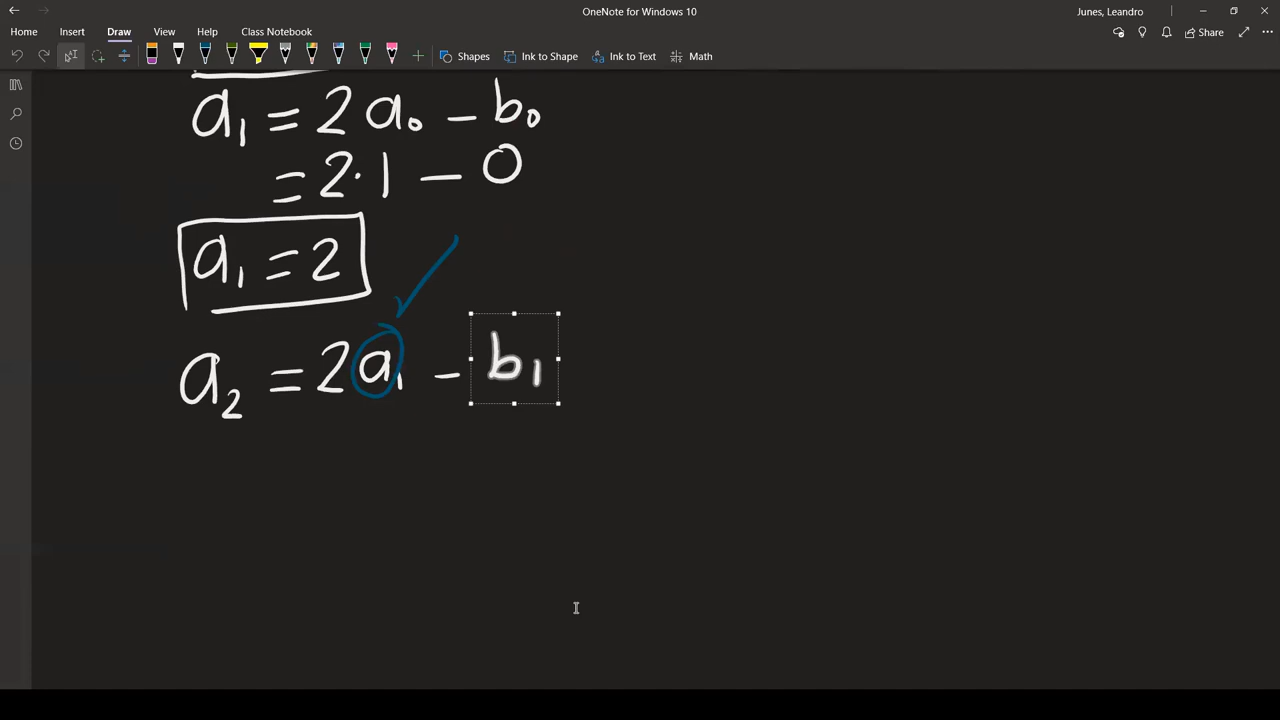 OneNote for Windows 10
Junes, Leandro
Home Insert Draw View Help Class Notebook
Share
Shapes Ink to Shape Ink to Text Math
a₁ = 2a₀ - b₀
= 2·1 - 0
a₁ = 2
a₂ = 2a₁ - b₁